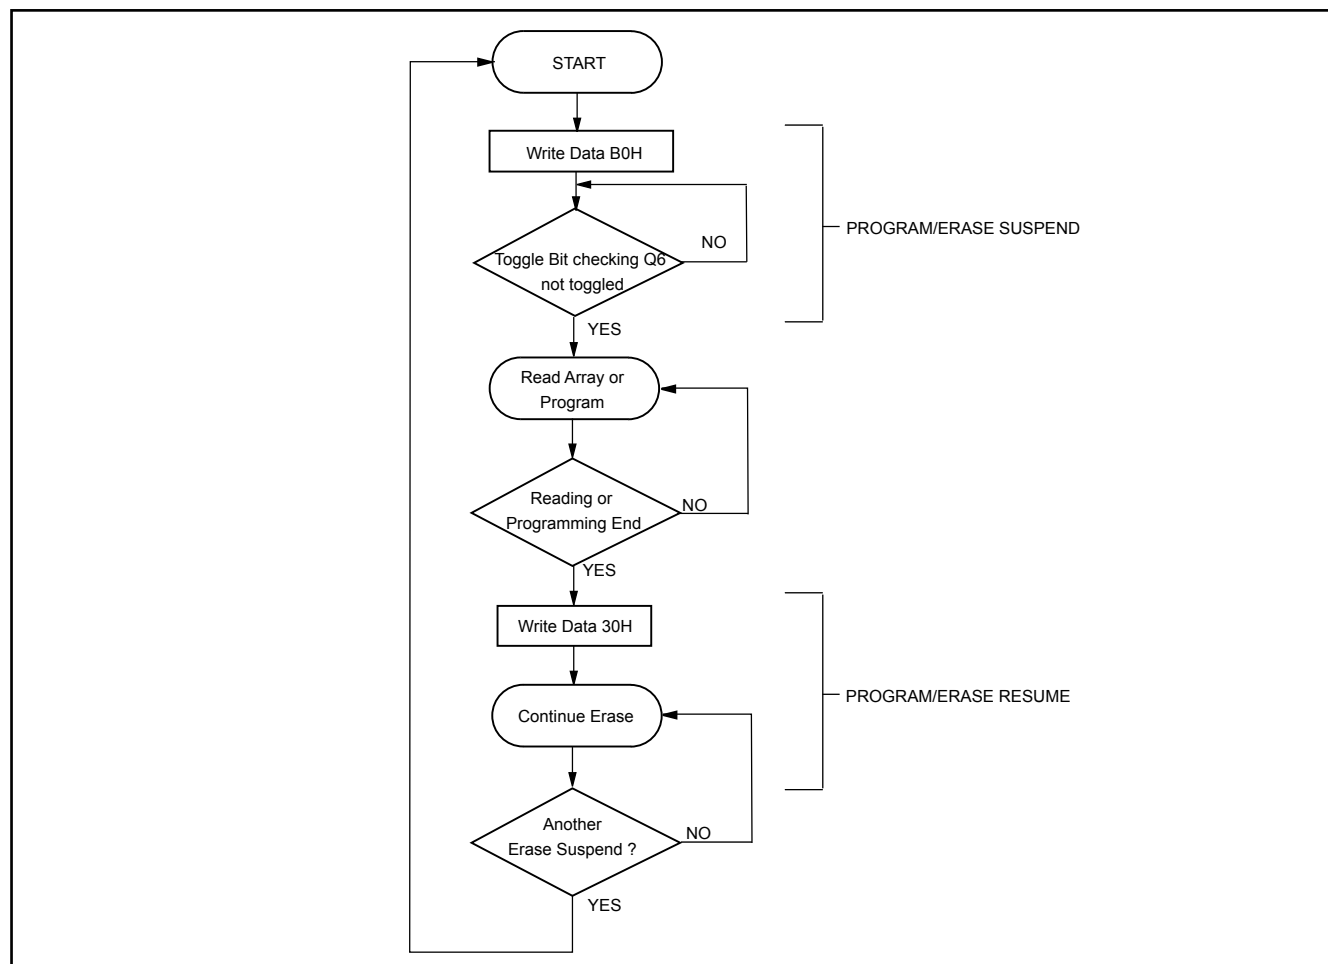 START
Write Data B0H
PROGRAM/ERASE SUSPEND
NO
Toggle Bit checking Q6
not toggled
YES
Read Array or
Program
Reading or
Programming End
NO
YES
Write Data 30H
PROGRAM/ERASE RESUME
Continue Erase
Another
Erase Suspend ?
NO
YES